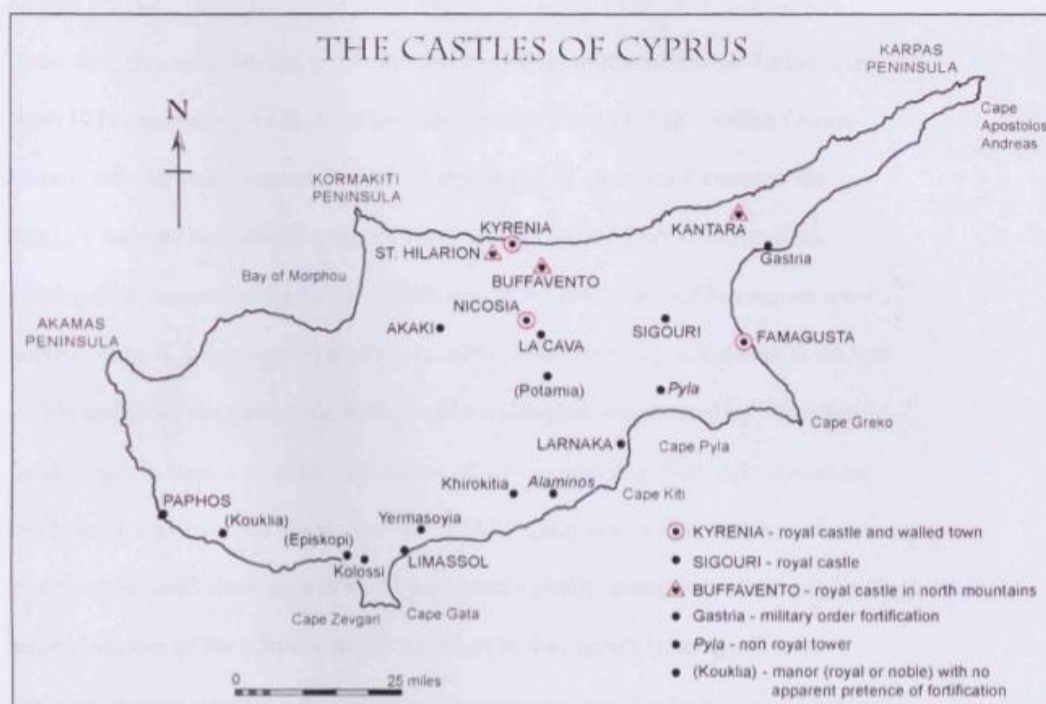 THE CASTLES OF CYPRUS
KARPAS
PENINSULA
N
Cape
Apostolos
Andreas
KORMAKITI
PENINSULA
KYRENIA
KANTARA
ST. HILARION
Gastria
Bay of Morphou
BUFFAVENTO
NICOSIA
AKAKI
SIGOURI
FAMAGUSTA
AKAMAS
PENINSULA
LA CAVA
(Potamia)
Pyla
Cape Greko
LARNAKA
Cape Pyla
Khirokitia
Alaminos
Cape Kiti
PAPHOS
(Kouklia)
Yermasoyia
(Episkopi)
Kolossi
LIMASSOL
Cape Zevgari
Cape Gata
KYRENIA - royal castle and walled town
SIGOURI - royal castle
BUFFAVENTO - royal castle in north mountains
Gastria - military order fortification
Pyla - non royal tower
(Kouklia) - manor (royal or noble) with no
apparent pretence of fortification
0 25
miles